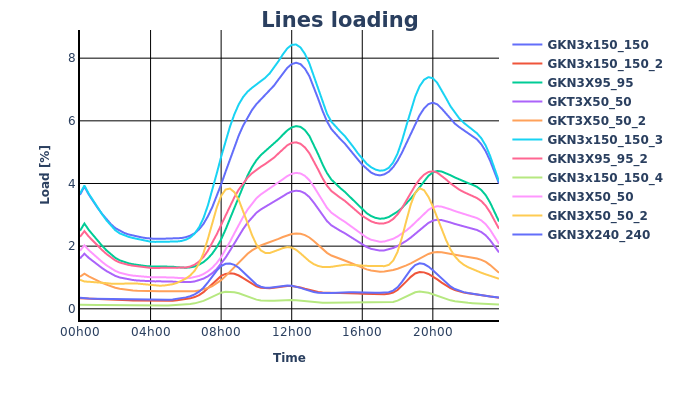 Lines loading
Load [%]
8
6
4
2
0
00h00
04h00
08h00
12h00
16h00
20h00
Time
GKN3x150_150
GKN3x150_150_2
GKN3X95_95
GKT3X50_50
GKT3X50_50_2
GKN3x150_150_3
GKN3X95_95_2
GKN3x150_150_4
GKN3X50_50
GKN3X50_50_2
GKN3X240_240